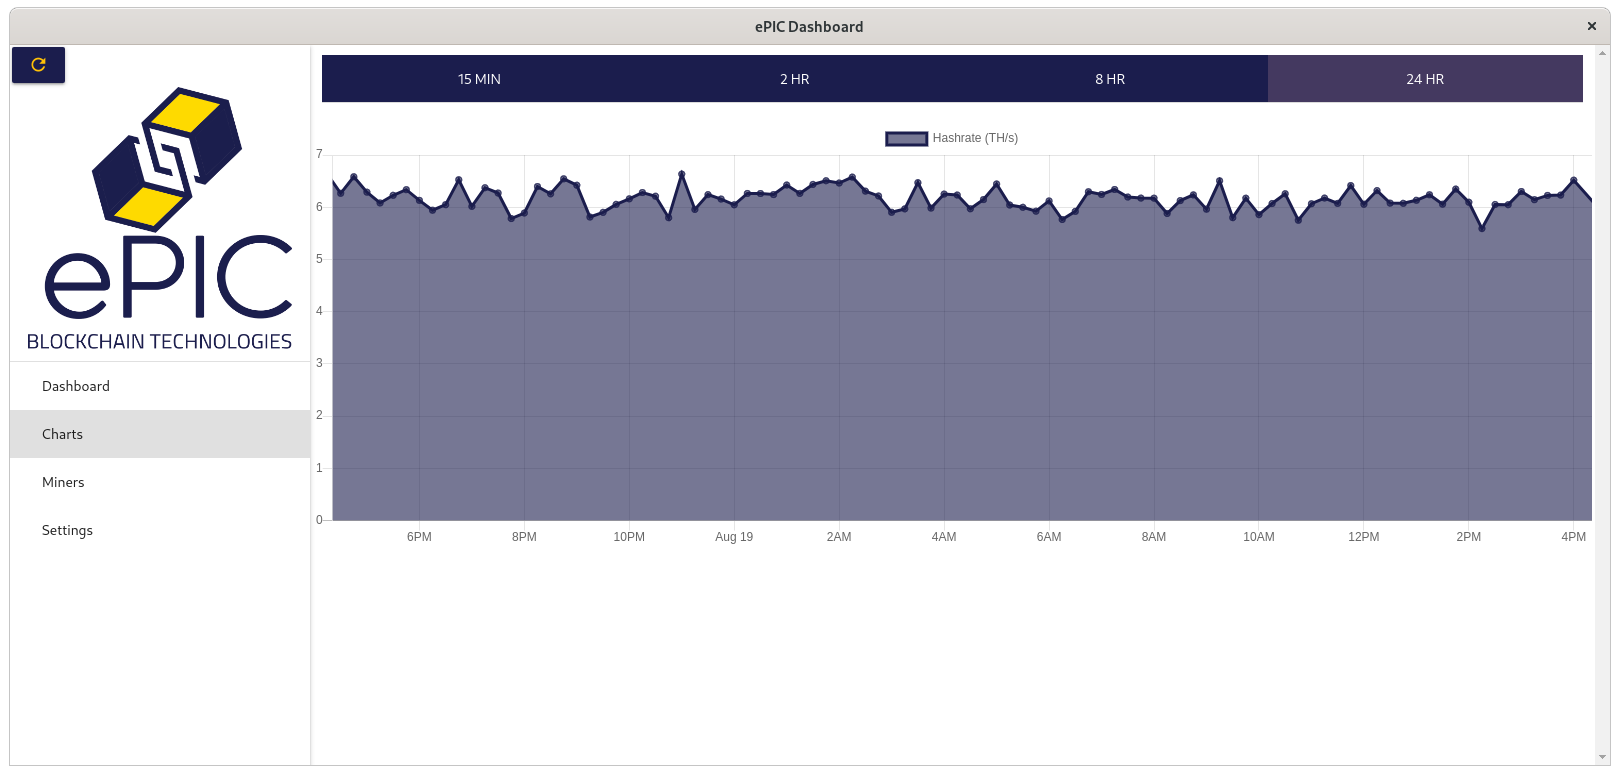 ePIC Dashboard
15 MIN 2 HR 8 HR 24 HR
ePIC
BLOCKCHAIN TECHNOLOGIES
Dashboard
Charts
Miners
Settings
Hashrate (TH/s)
7
6
5
4
3
2
1
0
6PM 8PM 10PM Aug 19 2AM 4AM 6AM 8AM 10AM 12PM 2PM 4PM